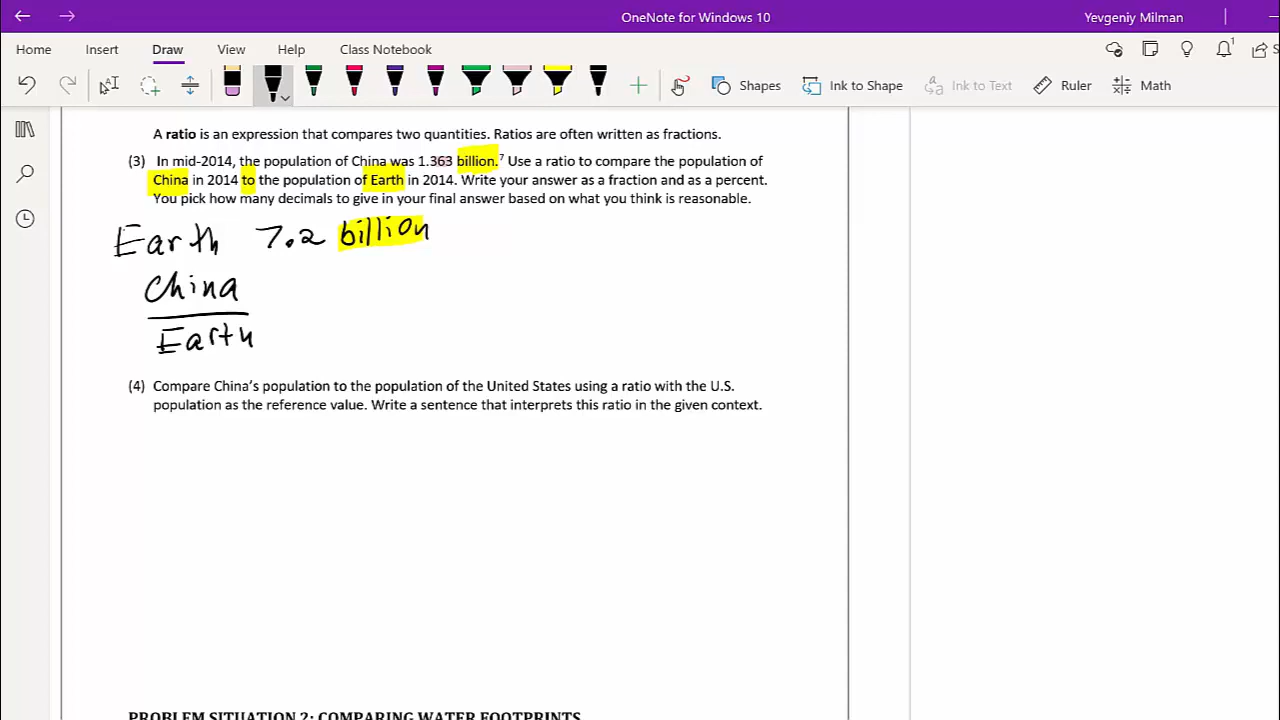 OneNote for Windows 10
Yevgeniy Milman
Home Insert Draw View Help Class Notebook
1
Shapes Ink to Shape Ink to Text Ruler Math
A ratio is an expression that compares two quantities. Ratios are often written as fractions.
(3) In mid-2014, the population of China was 1.363 billion.7 Use a ratio to compare the population of
China in 2014 to the population of Earth in 2014. Write your answer as a fraction and as a percent.
You pick how many decimals to give in your final answer based on what you think is reasonable.
Earth 7.2 billion
China
Earth
(4) Compare China's population to the population of the United States using a ratio with the U.S.
population as the reference value. Write a sentence that interprets this ratio in the given context.
PROBLEM SITUATION 2: COMPARING WATER FOOTPRINTS